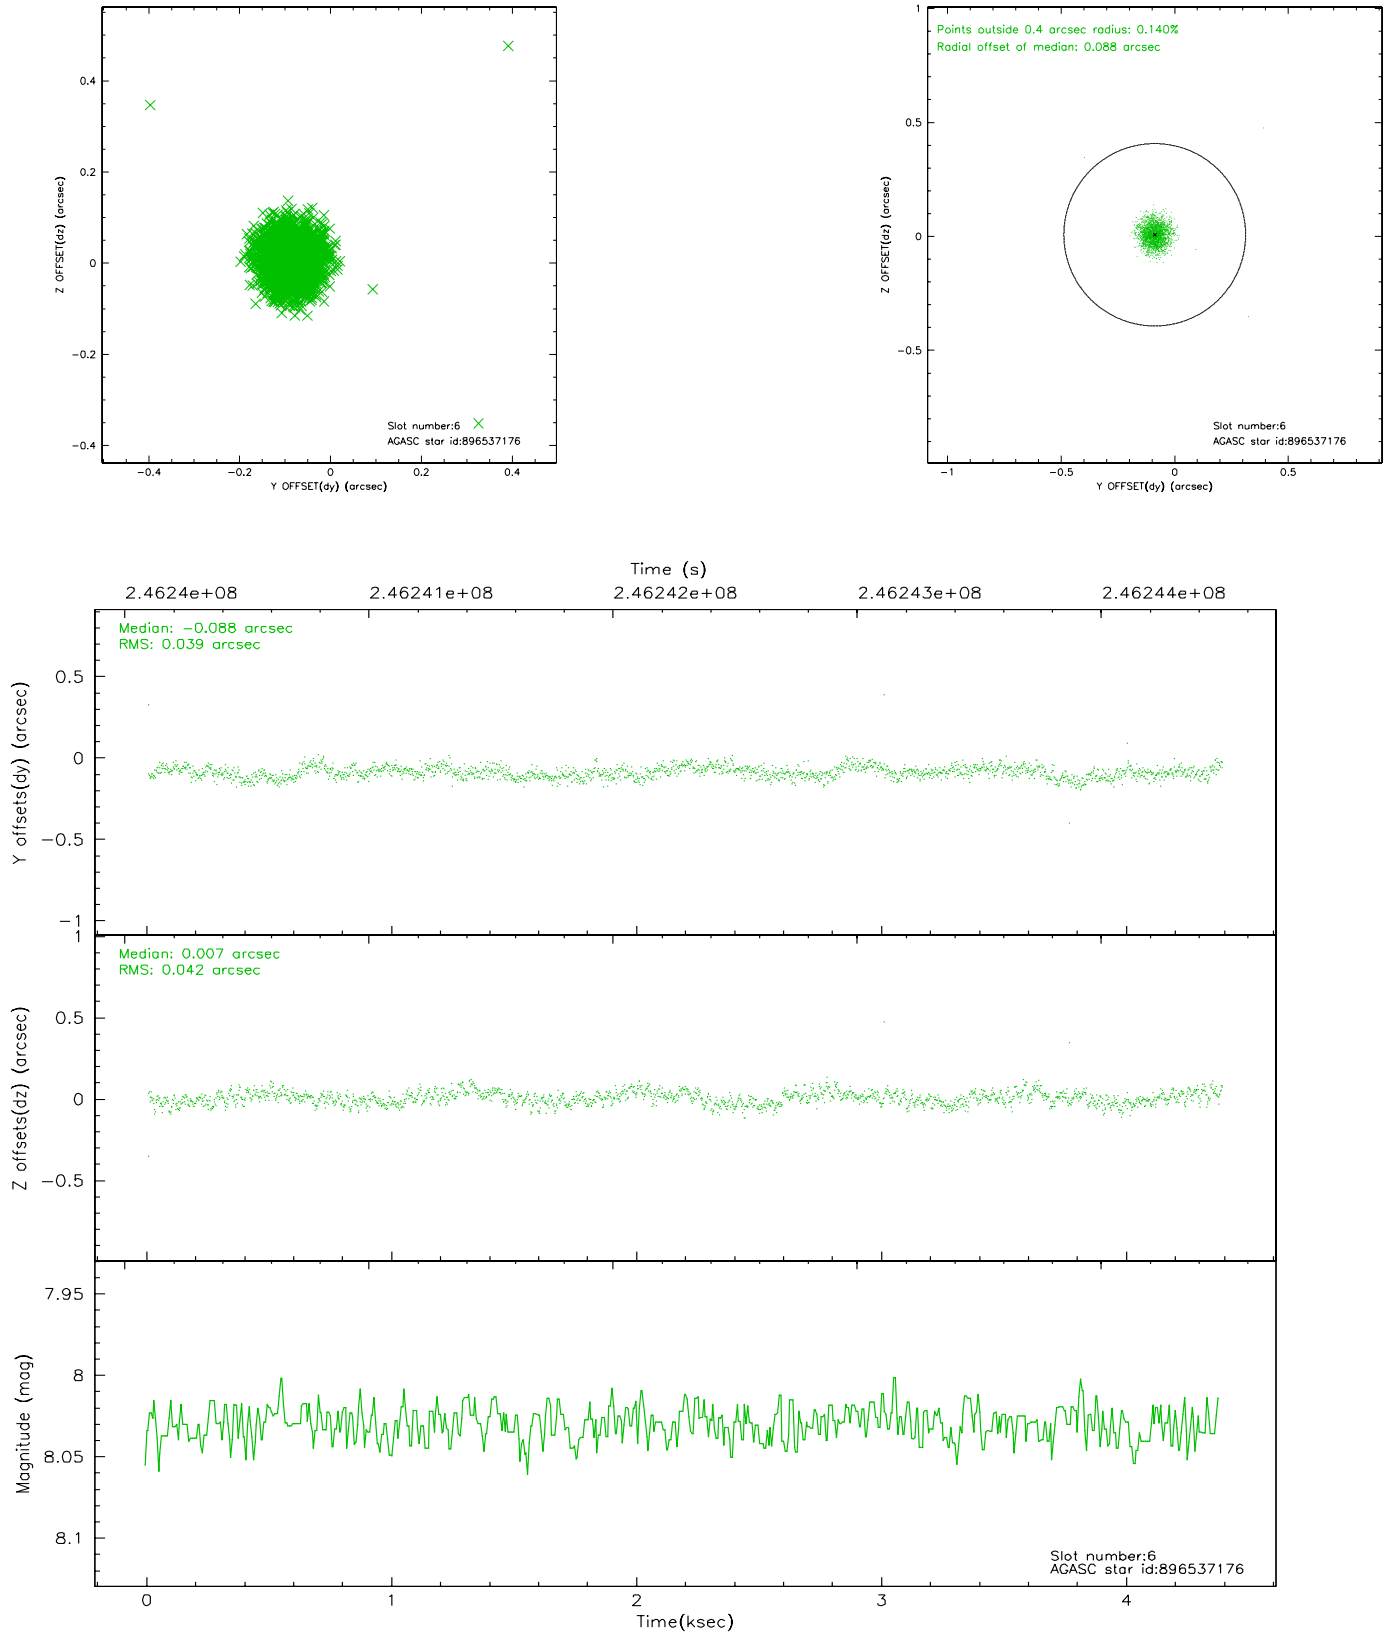 0.4
0.2
0
-0.2
-0.4
Z OFFSET(dz) (arcsec)
-0.4 -0.2 0 0.2 0.4
Y OFFSET(dy) (arcsec)
Slot number:6
AGASC star id:896537176
Points outside 0.4 arcsec radius: 0.140%
Radial offset of median: 0.088 arcsec
1
0.5
0
-0.5
Z OFFSET(dz) (arcsec)
-1 -0.5 0 0.5
Y OFFSET(dy) (arcsec)
Slot number:6
AGASC star id:896537176
Time (s)
2.4624e+08 2.46241e+08 2.46242e+08 2.46243e+08 2.46244e+08
Median: -0.088 arcsec
RMS: 0.039 arcsec
0.5
0
-0.5
-1
Y offsets(dy) (arcsec)
1
Median: 0.007 arcsec
RMS: 0.042 arcsec
0.5
0
-0.5
Z offsets(dz) (arcsec)
7.95
8
8.05
8.1
Magnitude (mag)
Slot number:6
AGASC star id:896537176
0 1 2 3 4
Time(ksec)